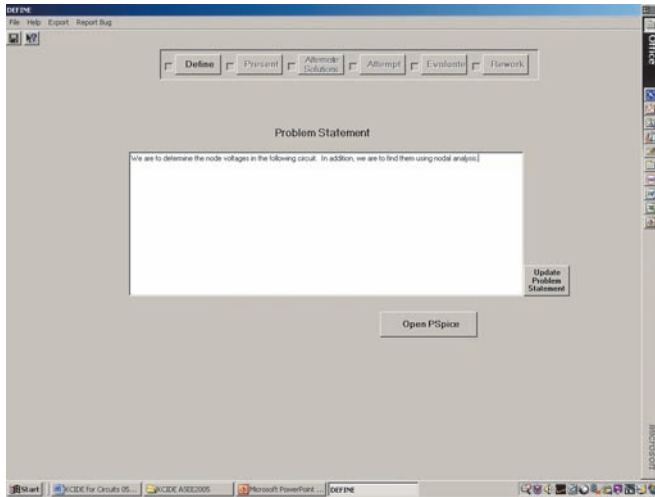 DEFINE
File Help Export Report Bug
Define Present Alternate Solutions Attempt Evaluate Rework
Office
Problem Statement
We are to determine the node voltages in the following circuit. In addition, we are to find them using nodal analysis.
Update
Problem
Statement
Open PSpice
Microsoft
Start KCIDE for Circuits 05... KCIDE ASEE2005 Microsoft PowerPoint ... DEFINE